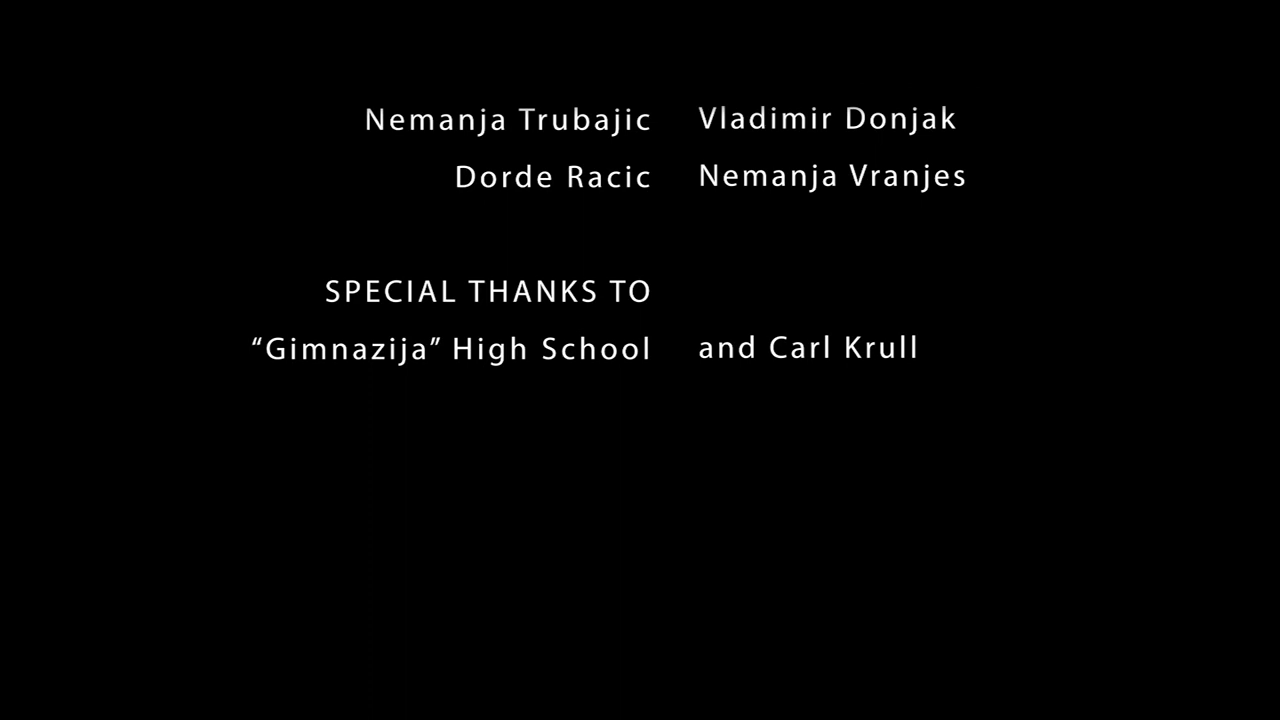 Nemanja Trubajic Vladimir Donjak
Dorde Racic Nemanja Vranjes
SPECIAL THANKS TO
“Gimnazija” High School and Carl Krull